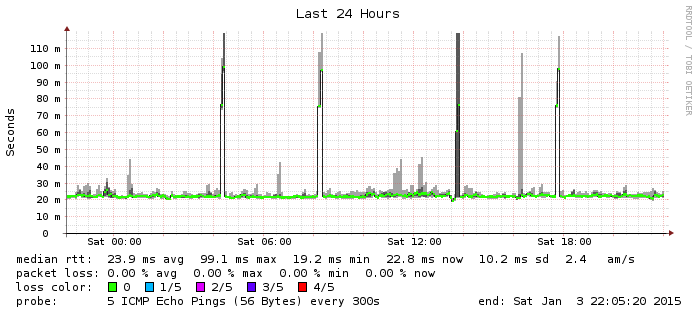 Last 24 Hours
RRDTOOL / TOBI OETIKER
Seconds
110 m
100 m
90 m
80 m
70 m
60 m
50 m
40 m
30 m
20 m
10 m
0
Sat 00:00 Sat 06:00 Sat 12:00 Sat 18:00
median rtt: 23.9 ms avg 99.1 ms max 19.2 ms min 22.8 ms now 10.2 ms sd 2.4 am/s
packet loss: 0.00 % avg 0.00 % max 0.00 % min 0.00 % now
loss color: 0 1/5 2/5 3/5 4/5
probe: 5 ICMP Echo Pings (56 Bytes) every 300s end: Sat Jan 3 22:05:20 2015